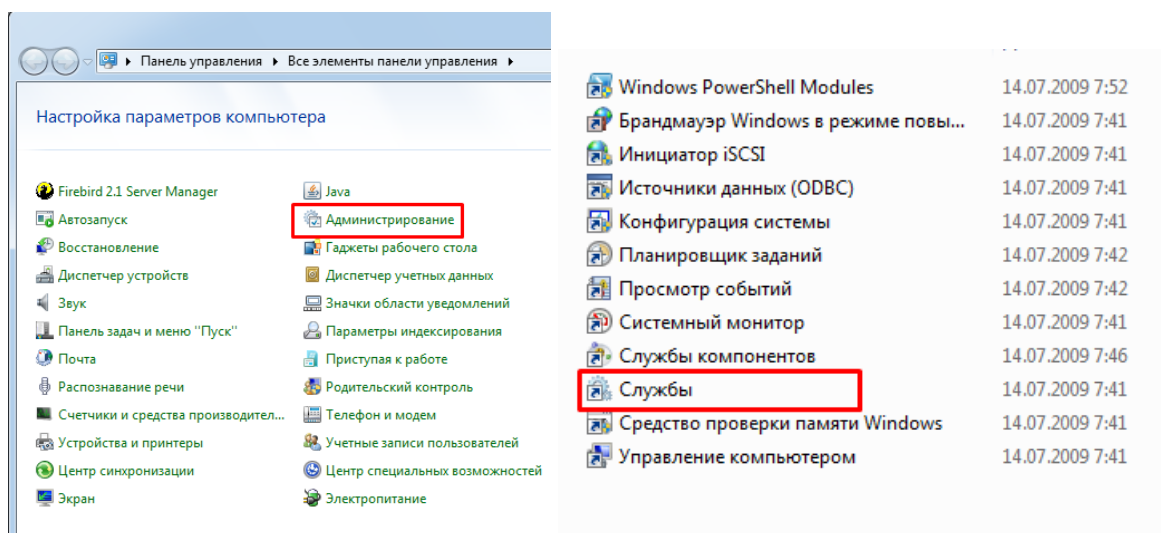 Панель управления ▸ Все элементы панели управления ▸
Настройка параметров компьютера
Firebird 2.1 Server Manager
Java
Автозапуск
Администрирование
Восстановление
Гаджеты рабочего стола
Диспетчер устройств
Диспетчер учетных данных
Звук
Значки области уведомлений
Панель задач и меню "Пуск"
Параметры индексирования
Почта
Приступая к работе
Распознавание речи
Родительский контроль
Счетчики и средства производител...
Телефон и модем
Устройства и принтеры
Учетные записи пользователей
Центр синхронизации
Центр специальных возможностей
Экран
Электропитание
Windows PowerShell Modules 14.07.2009 7:52
Брандмауэр Windows в режиме повы... 14.07.2009 7:41
Инициатор iSCSI 14.07.2009 7:41
Источники данных (ODBC) 14.07.2009 7:41
Конфигурация системы 14.07.2009 7:41
Планировщик заданий 14.07.2009 7:42
Просмотр событий 14.07.2009 7:42
Системный монитор 14.07.2009 7:41
Службы компонентов 14.07.2009 7:46
Службы 14.07.2009 7:41
Средство проверки памяти Windows 14.07.2009 7:41
Управление компьютером 14.07.2009 7:41